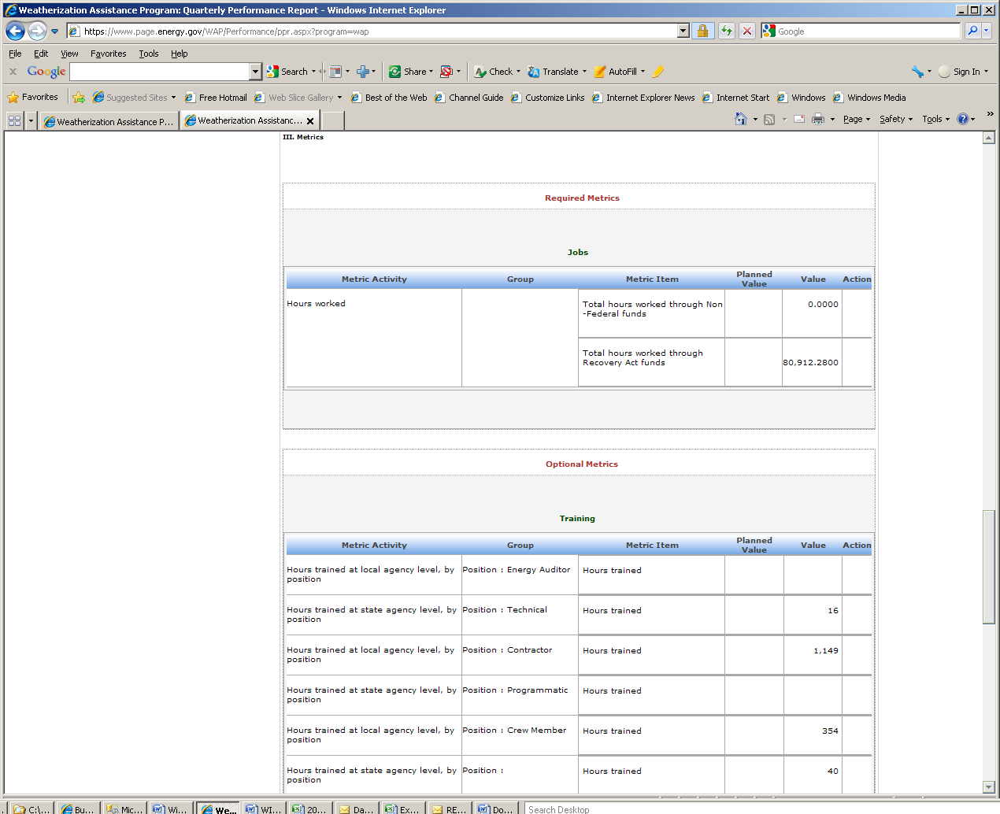 Weatherization Assistance Program: Quarterly Performance Report - Windows Internet Explorer
https://www.page.energy.gov/WAP/Performance/ppr.aspx?program=wap
Google
File Edit View Favorites Tools Help
x Google Search Share Check Translate AutoFill Sign In
Favorites Suggested Sites Free Hotmail Web Slice Gallery Best of the Web Channel Guide Customize Links Internet Explorer News Internet Start Windows Windows Media
Weatherization Assistance P... Weatherization Assistanc... X Page Safety Tools »
III. Metrics
Required Metrics
Jobs
Metric Activity Group Metric Item Planned Value Value Action
Hours worked Total hours worked through Non
-Federal funds 0.0000
Total hours worked through
Recovery Act funds 80,912.2800
Optional Metrics
Training
Metric Activity Group Metric Item Planned Value Value Action
Hours trained at local agency level, by
position Position : Energy Auditor Hours trained
Hours trained at state agency level, by
position Position : Technical Hours trained 16
Hours trained at local agency level, by
position Position : Contractor Hours trained 1,149
Hours trained at state agency level, by
position Position : Programmatic Hours trained
Hours trained at local agency level, by
position Position : Crew Member Hours trained 354
Hours trained at state agency level, by
position Position : Hours trained 40
C:\... Bu... Mic... Wi... We... WI... 20... Da... Ex... RE... Do... Search Desktop